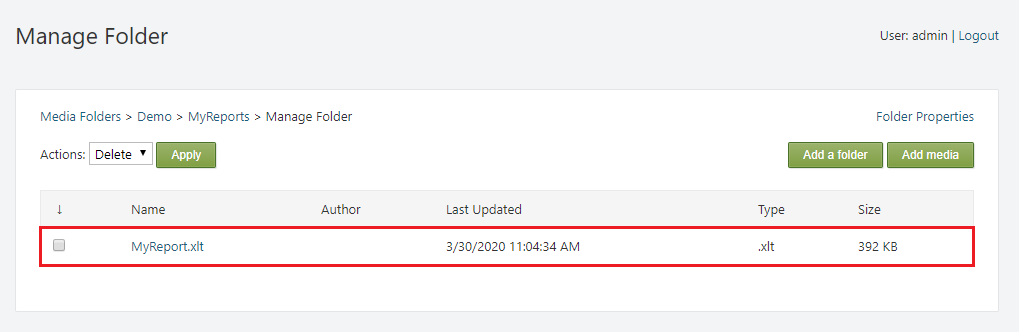 Manage Folder
User: admin | Logout
Media Folders > Demo > MyReports > Manage Folder
Folder Properties
Actions: Delete ▼ Apply
Add a folder Add media
↓ Name Author Last Updated Type Size
MyReport.xlt 3/30/2020 11:04:34 AM .xlt 392 KB